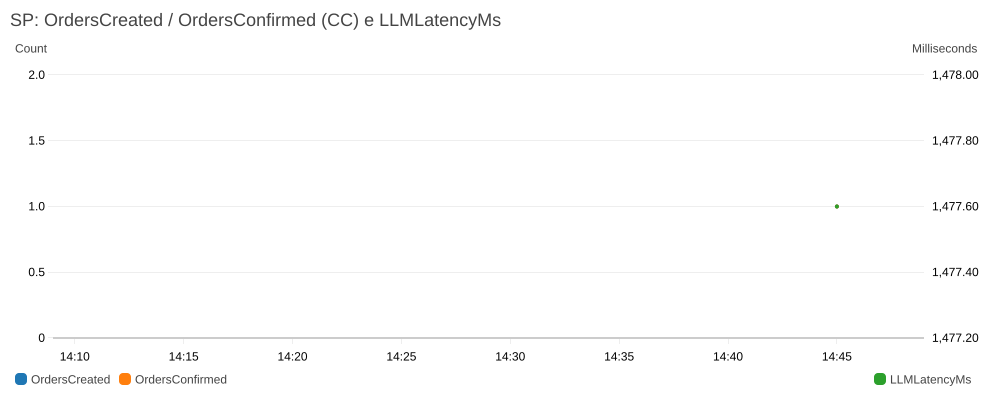 SP: OrdersCreated / OrdersConfirmed (CC) e LLMLatencyMs
Count Milliseconds
2.0 1,478.00
1.5 1,477.80
1.0 1,477.60
0.5 1,477.40
0 1,477.20
14:10 14:15 14:20 14:25 14:30 14:35 14:40 14:45
OrdersCreated OrdersConfirmed LLMLatencyMs